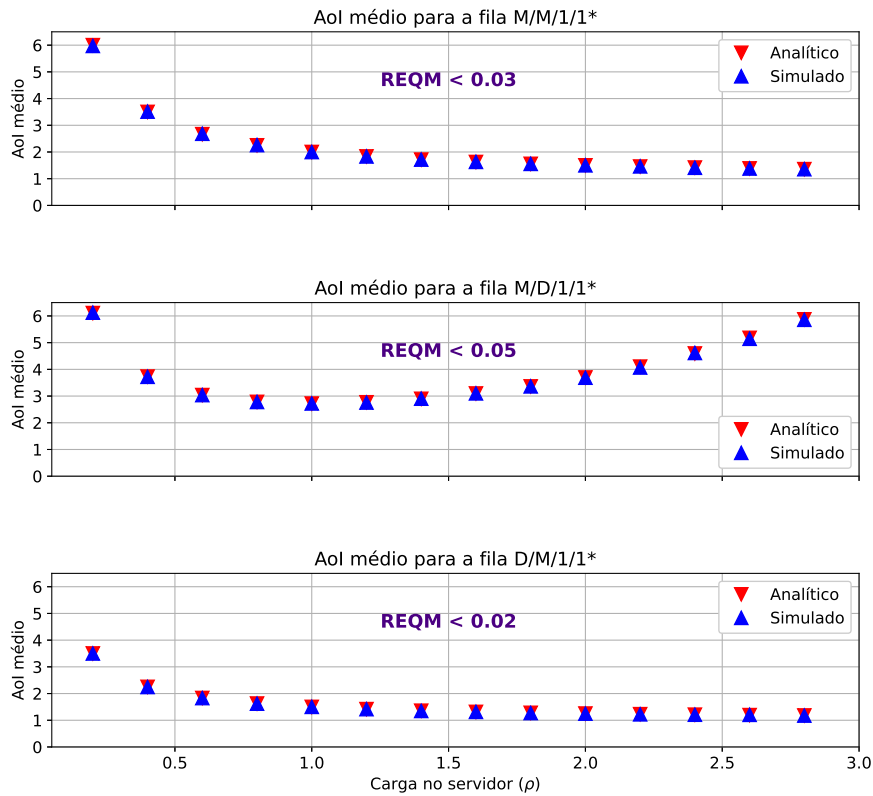 AoI médio para a fila M/M/1/1*
AoI médio
6
5
4
3
2
1
0
REQM < 0.03
Analítico
Simulado
AoI médio para a fila M/D/1/1*
AoI médio
6
5
4
3
2
1
0
REQM < 0.05
Analítico
Simulado
AoI médio para a fila D/M/1/1*
AoI médio
6
5
4
3
2
1
0
REQM < 0.02
Analítico
Simulado
0.5 1.0 1.5 2.0 2.5 3.0
Carga no servidor (ρ)